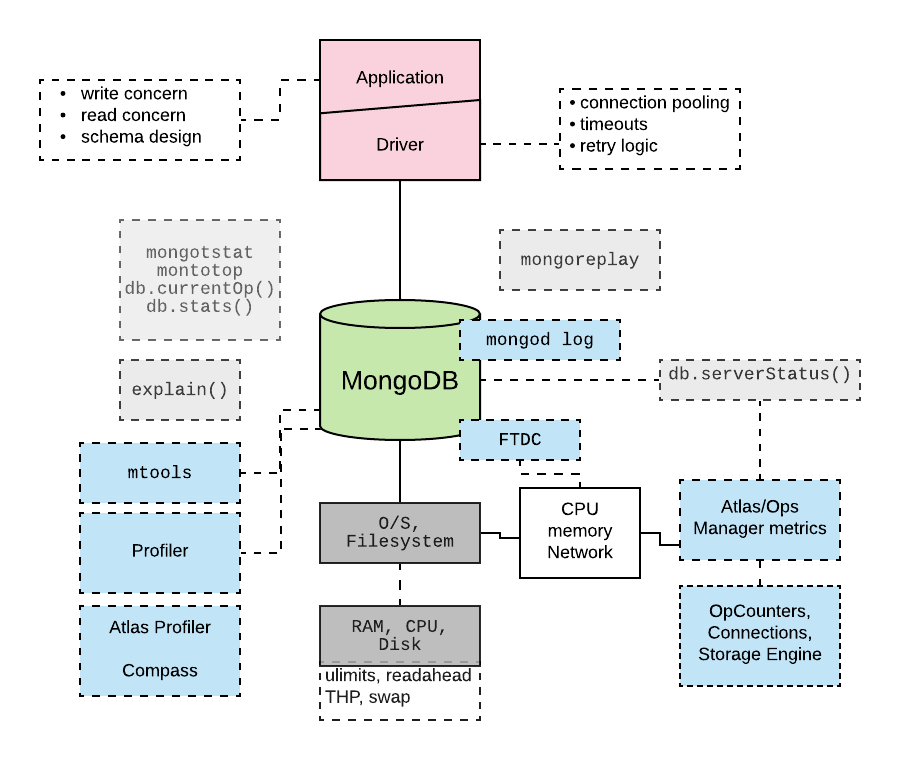 Application
• write concern
• read concern
• schema design
Driver
• connection pooling
• timeouts
• retry logic
mongotstat
montotop
db.currentOp()
db.stats()
mongoreplay
mongod log
MongoDB
db.serverStatus()
explain()
FTDC
mtools
O/S,
Filesystem
CPU
memory
Network
Atlas/Ops
Manager metrics
Profiler
Atlas Profiler
Compass
RAM, CPU,
Disk
ulimits, readahead
THP, swap
OpCounters,
Connections,
Storage Engine